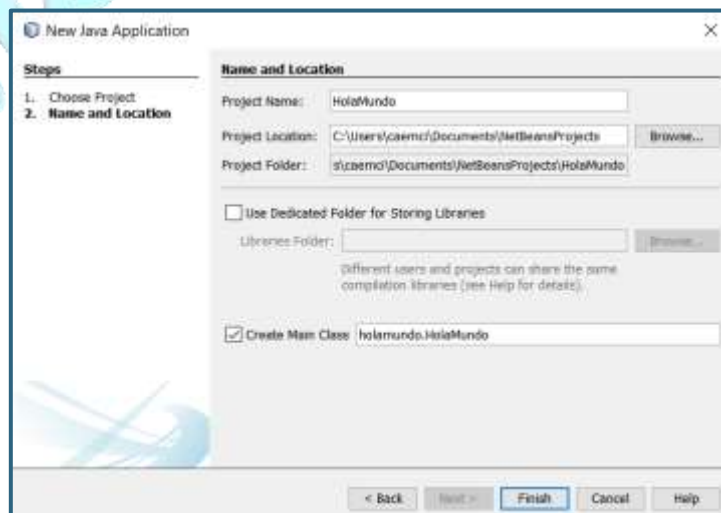 New Java Application
Steps
1. Choose Project
2. Name and Location
Name and Location
Project Name: HolaMundo
Project Location: C:\Users\caemci\Documents\NetBeansProjects Browse...
Project Folder: s\caemci\Documents\NetBeansProjects\HolaMundo
Use Dedicated Folder for Storing Libraries
Libraries Folder: Browse...
Different users and projects can share the same
compilation libraries (see Help for details).
Create Main Class holamundo.HolaMundo
< Back Next > Finish Cancel Help